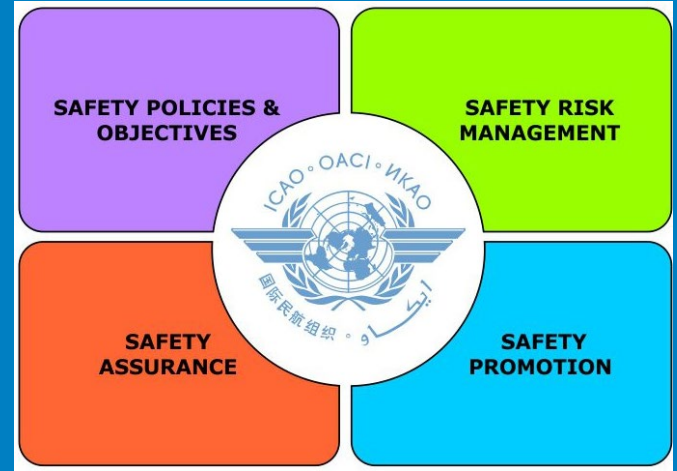 SAFETY POLICIES &
OBJECTIVES
SAFETY RISK
MANAGEMENT
ICAO ◦ OACI ◦ ИКАО
国际民航组织 ◦ ايكاو
SAFETY
ASSURANCE
SAFETY
PROMOTION